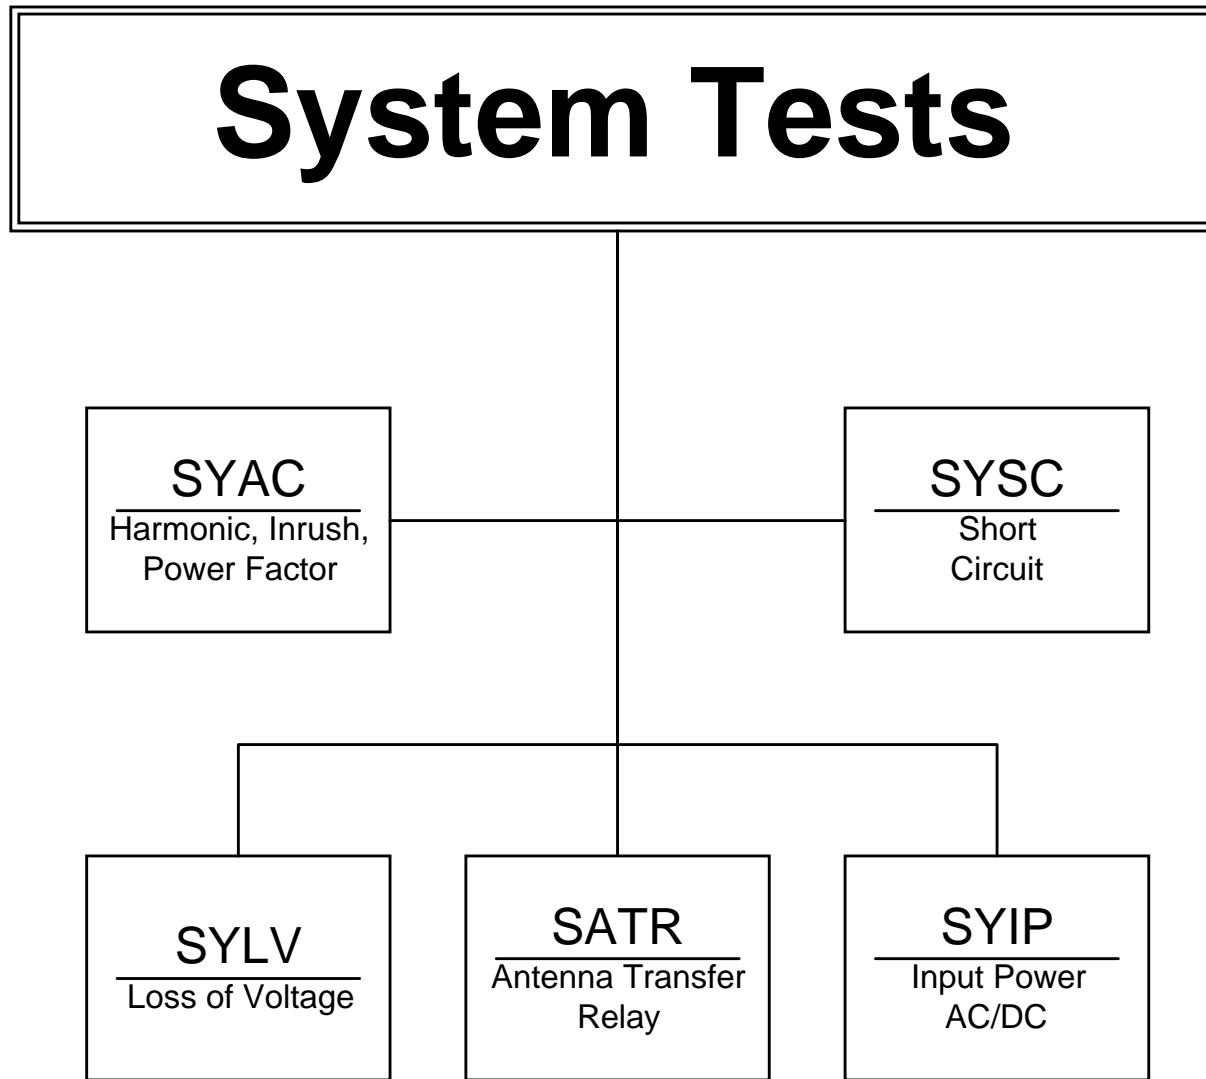 System Tests
SYAC
Harmonic, Inrush,
Power Factor
SYSC
Short
Circuit
SYLV
Loss of Voltage
SATR
Antenna Transfer
Relay
SYIP
Input Power
AC/DC